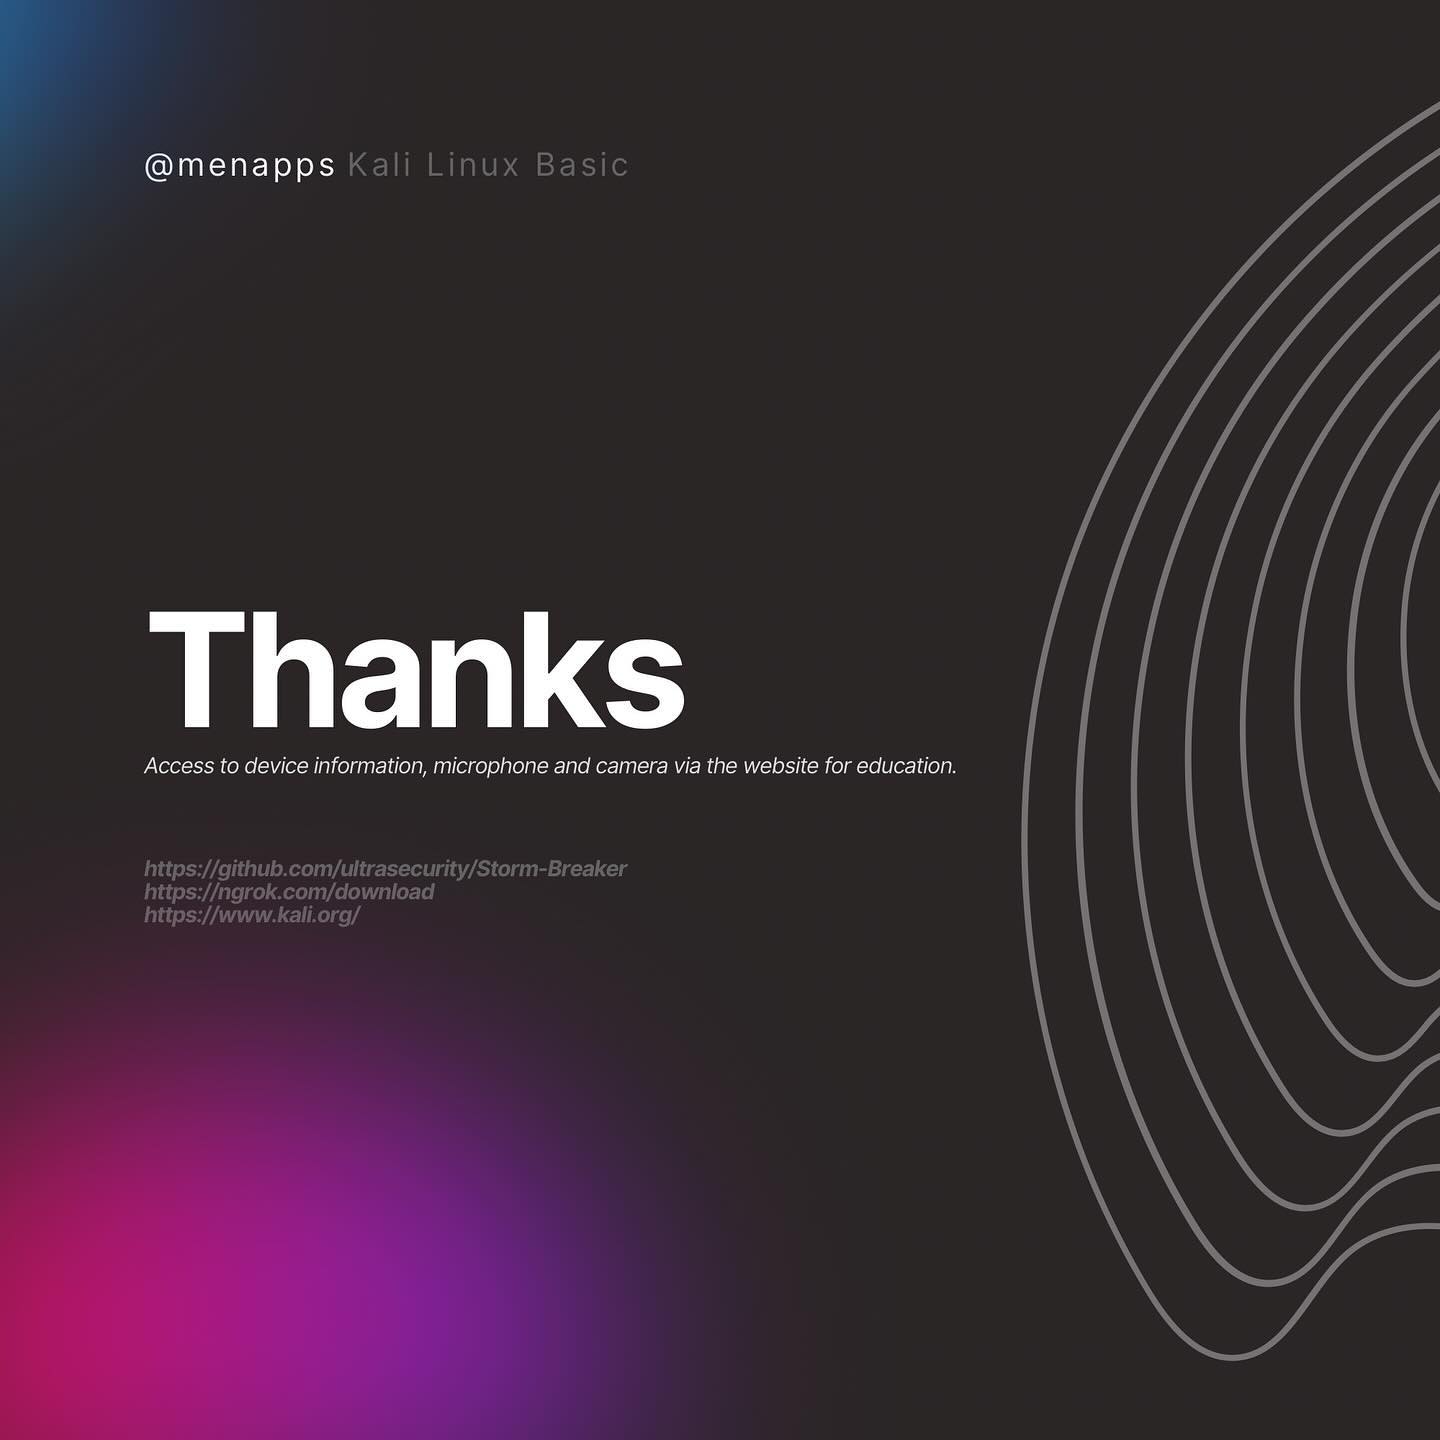 @menapps Kali Linux Basic
Thanks
Access to device information, microphone and camera via the website for education.
https://github.com/ultrasecurity/Storm-Breaker
https://ngrok.com/download
https://www.kali.org/